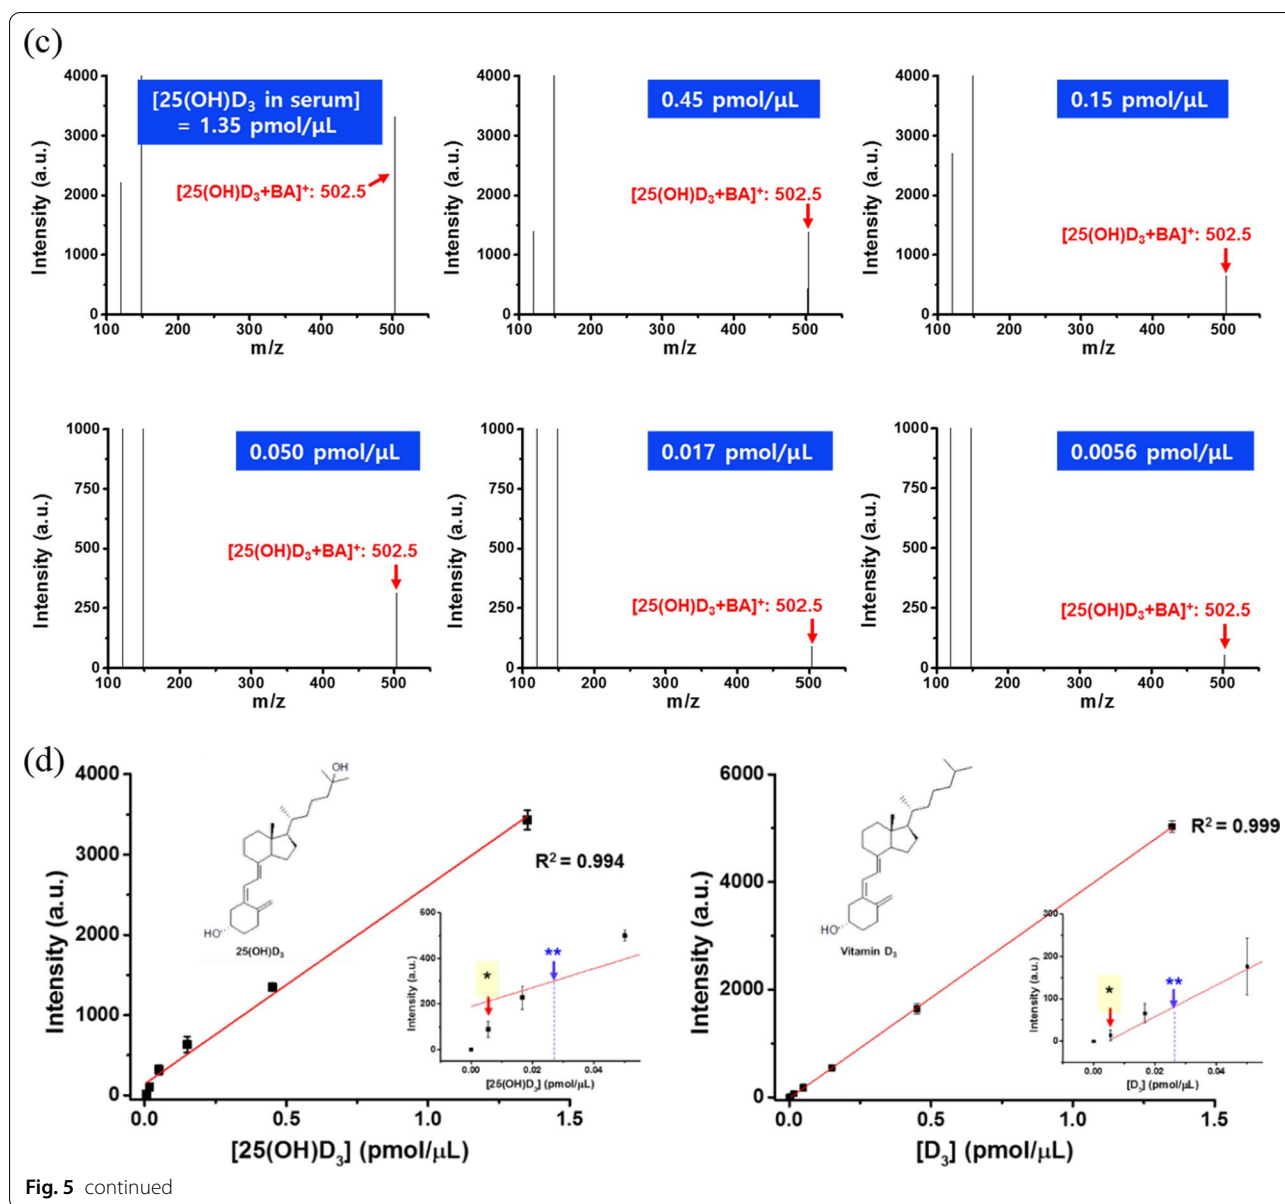 (c)
4000
3000
2000
1000
0
Intensity (a.u.)
[25(OH)D₃ in serum]
= 1.35 pmol/μL
[25(OH)D₃+BA]⁺: 502.5
100 200 300 400 500
m/z
4000
3000
2000
1000
0
Intensity (a.u.)
0.45 pmol/μL
[25(OH)D₃+BA]⁺: 502.5
100 200 300 400 500
m/z
4000
3000
2000
1000
0
Intensity (a.u.)
0.15 pmol/μL
[25(OH)D₃+BA]⁺: 502.5
100 200 300 400 500
m/z
1000
750
500
250
0
Intensity (a.u.)
0.050 pmol/μL
[25(OH)D₃+BA]⁺: 502.5
100 200 300 400 500
m/z
1000
750
500
250
0
Intensity (a.u.)
0.017 pmol/μL
[25(OH)D₃+BA]⁺: 502.5
100 200 300 400 500
m/z
1000
750
500
250
0
Intensity (a.u.)
0.0056 pmol/μL
[25(OH)D₃+BA]⁺: 502.5
100 200 300 400 500
m/z
(d)
4000
3000
2000
1000
0
Intensity (a.u.)
OH
HO
25(OH)D₃
R² = 0.994
600
400
200
0
Intensity (a.u.)
*
**
0.00 0.02 0.04
[25(OH)D₃] (pmol/μL)
0.0 0.5 1.0 1.5
[25(OH)D₃] (pmol/μL)
6000
4000
2000
0
Intensity (a.u.)
HO
Vitamin D₃
R² = 0.999
300
200
100
0
Intensity (a.u.)
*
**
0.00 0.02 0.04
[D₃] (pmol/μL)
0.0 0.5 1.0 1.5
[D₃] (pmol/μL)
Fig. 5 continued